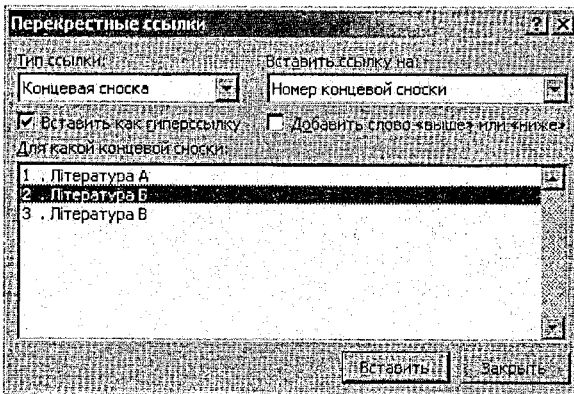 Перекрестные ссылки
Тип ссылки: Вставить ссылку на:
Концевая сноска Номер концевой сноски
Вставить как гиперссылку Добавить слово «выше» или «ниже»
Для какой концевой сноски:
1 . Література А
2 . Література Б
3 . Література В
Вставить Закрыть